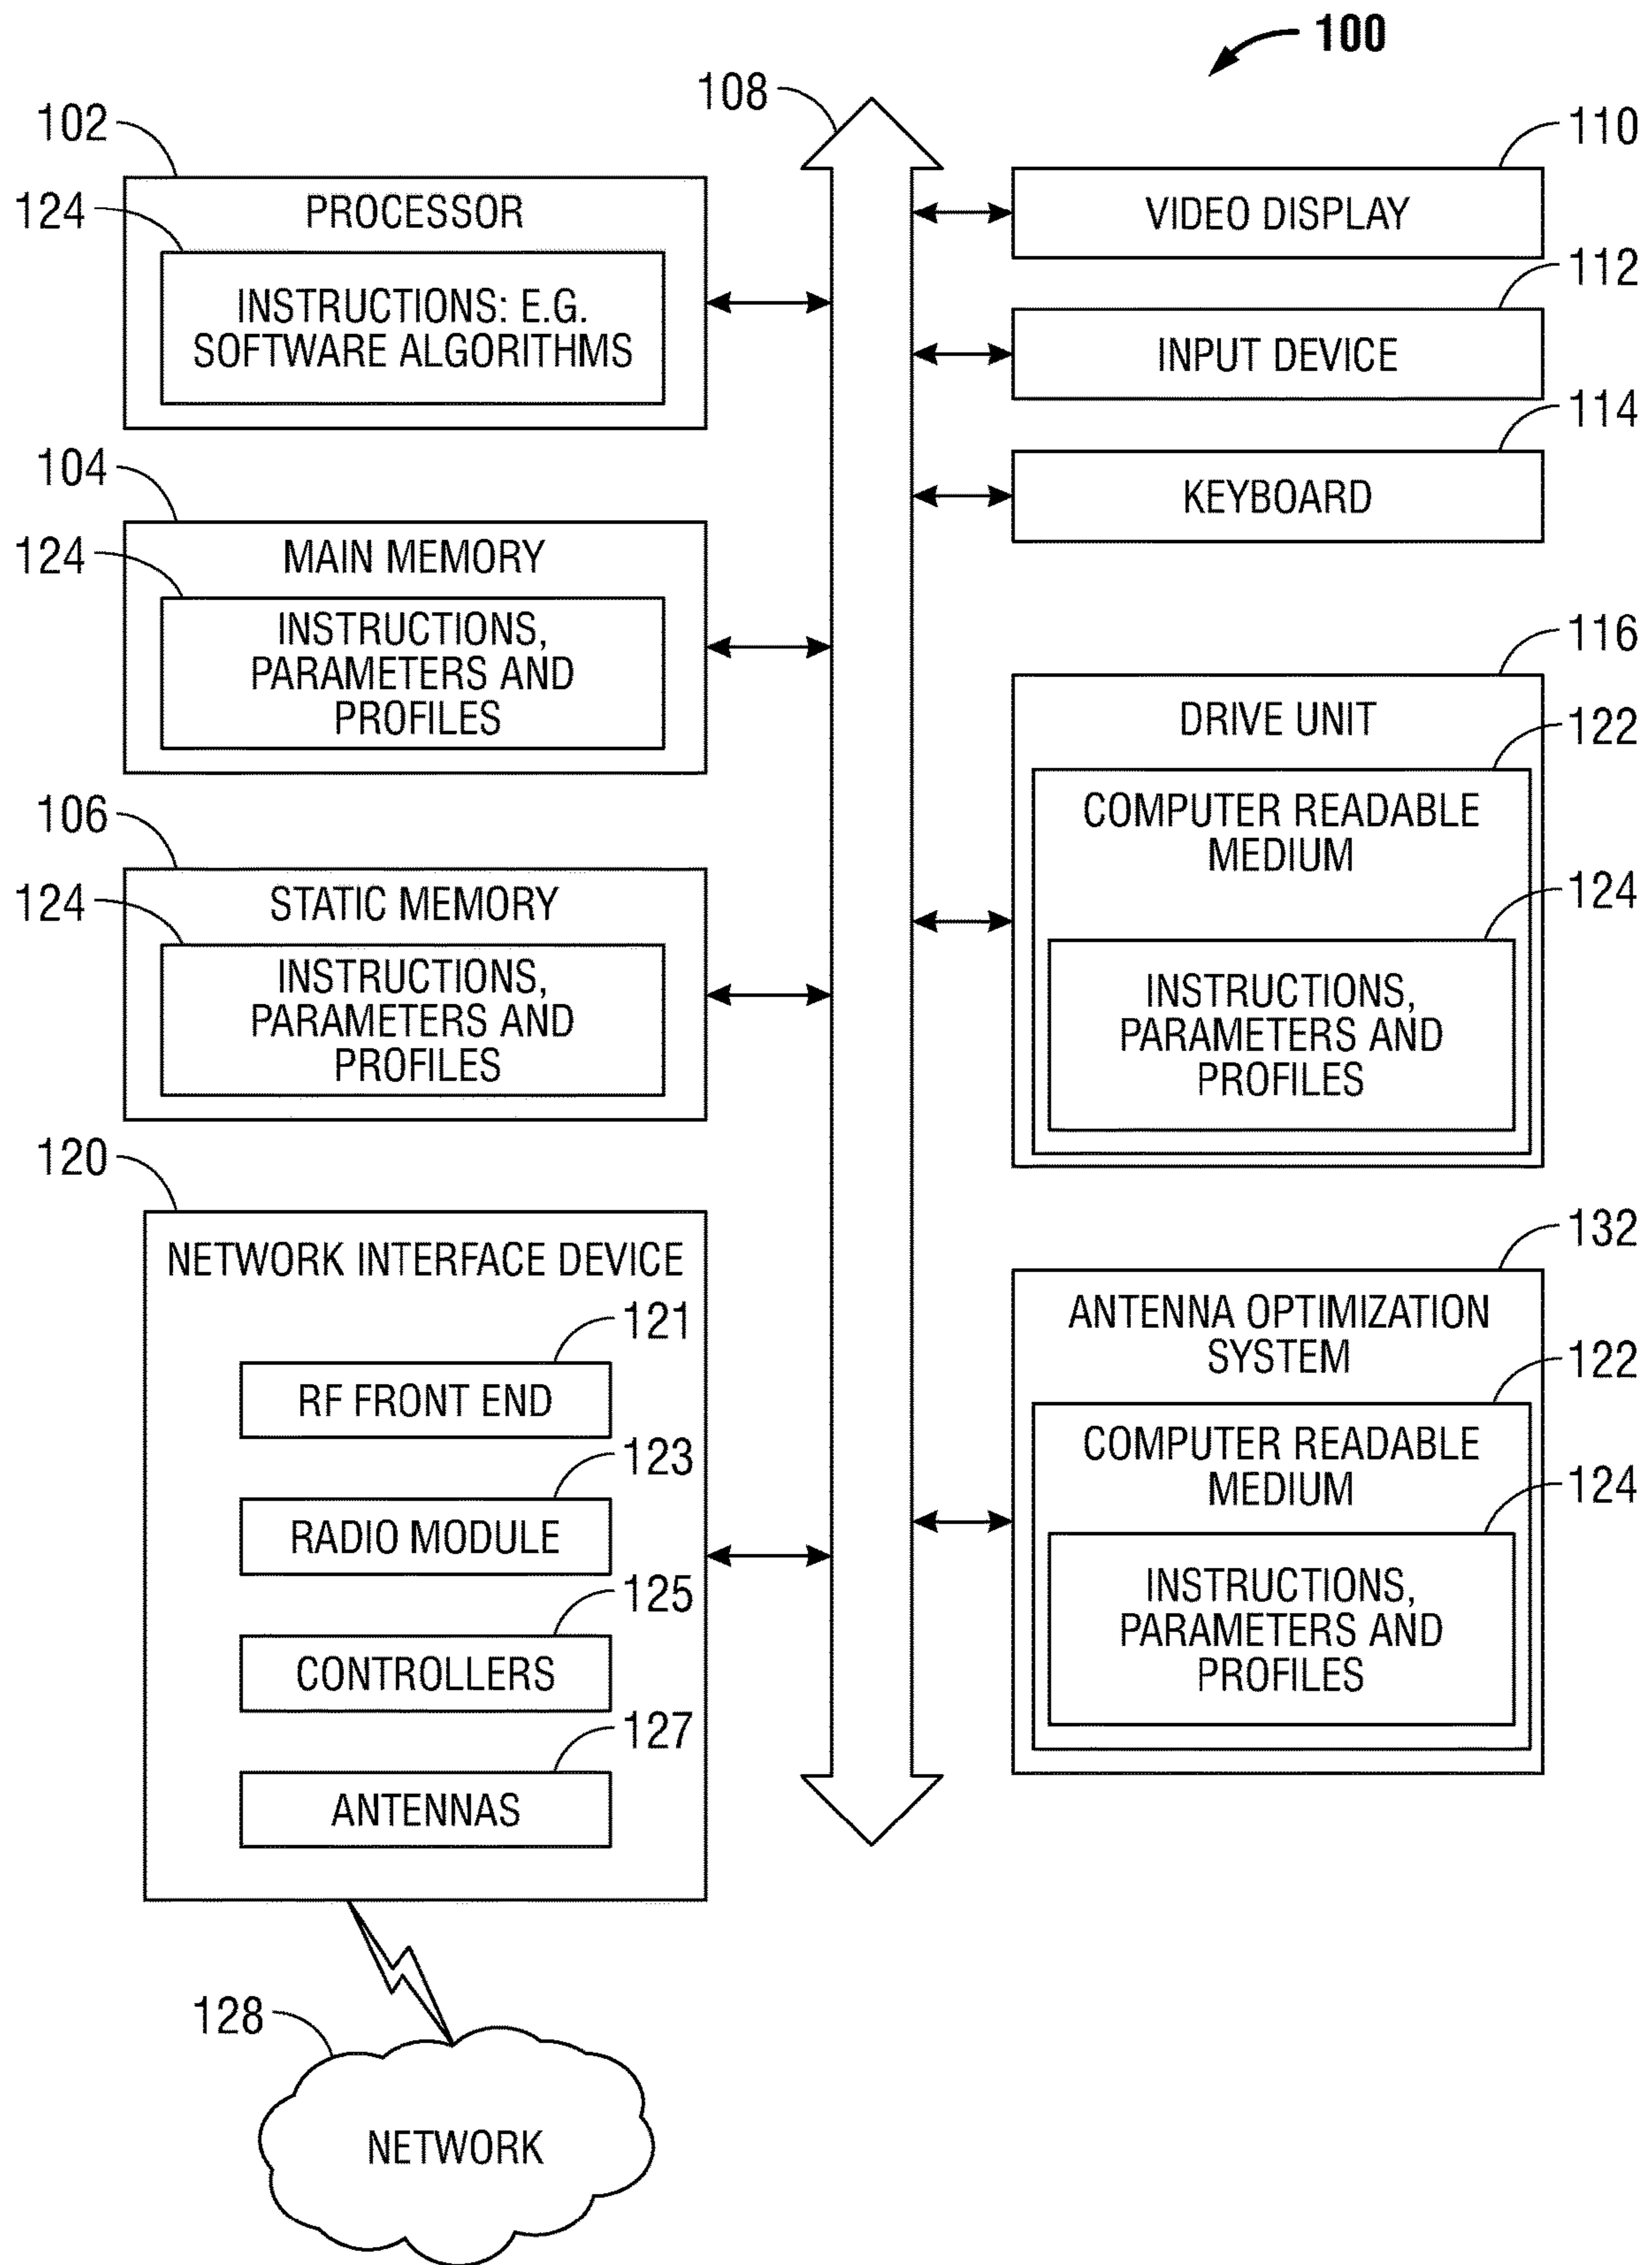 100
108
102
124
PROCESSOR
INSTRUCTIONS: E.G.
SOFTWARE ALGORITHMS
104
124
MAIN MEMORY
INSTRUCTIONS,
PARAMETERS AND
PROFILES
106
124
STATIC MEMORY
INSTRUCTIONS,
PARAMETERS AND
PROFILES
120
NETWORK INTERFACE DEVICE
121
RF FRONT END
123
RADIO MODULE
125
CONTROLLERS
127
ANTENNAS
128
NETWORK
110
VIDEO DISPLAY
112
INPUT DEVICE
114
KEYBOARD
116
DRIVE UNIT
122
COMPUTER READABLE
MEDIUM
124
INSTRUCTIONS,
PARAMETERS AND
PROFILES
132
ANTENNA OPTIMIZATION
SYSTEM
122
COMPUTER READABLE
MEDIUM
124
INSTRUCTIONS,
PARAMETERS AND
PROFILES